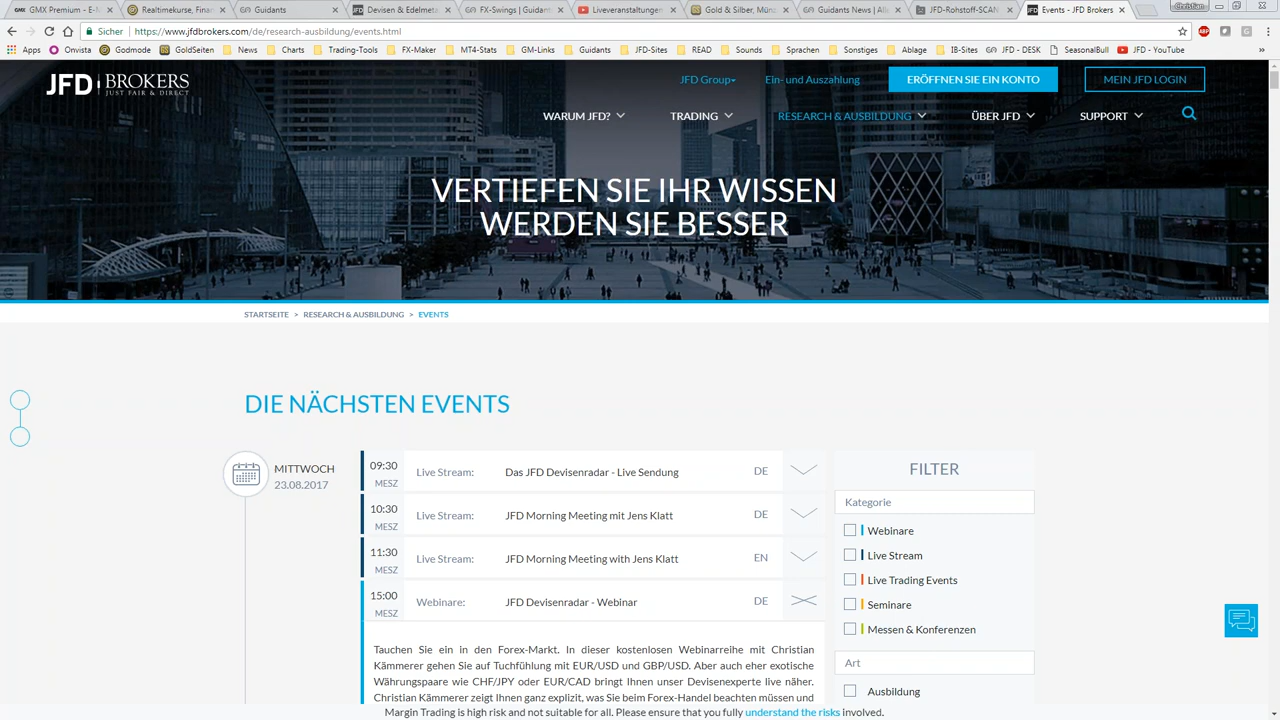 GMX Premium - E-M
Realtimekurse, Finan
Guidants
Devisen & Edelmeta
FX-Swings | Guidant
Liveveranstaltungen
Gold & Silber, Münz
Guidants News | All
JFD-Rohstoff-SCAN
Events - JFD Brokers
Christian
Sicher | https://www.jfdbrokers.com/de/research-ausbildung/events.html
Apps Onvista Godmode GoldSeiten News Charts Trading-Tools FX-Maker MT4-Stad. GM-Links Guidants JFD-Sites READ Sounds Sprachen Sonstiges Ablage IB-Sites JFD - DESK SeasonalBull JFD - YouTube »
JFD BROKERS
JUST FAIR & DIRECT
JFD Group Ein- und Auszahlung ERÖFFNEN SIE EIN KONTO MEIN JFD LOGIN
WARUM JFD? TRADING RESEARCH & AUSBILDUNG ÜBER JFD SUPPORT
VERTIEFEN SIE IHR WISSEN
WERDEN SIE BESSER
STARTSEITE > RESEARCH & AUSBILDUNG > EVENTS
DIE NÄCHSTEN EVENTS
MITTWOCH
23.08.2017
09:30 MESZ Live Stream: Das JFD Devisenradar - Live Sendung DE
10:30 MESZ Live Stream: JFD Morning Meeting mit Jens Klatt DE
11:30 MESZ Live Stream: JFD Morning Meeting with Jens Klatt EN
15:00 MESZ Webinare: JFD Devisenradar - Webinar DE
Tauchen Sie ein in den Forex-Markt. In dieser kostenlosen Webinarreihe mit Christian
Kämmerer gehen Sie auf Tuchfühlung mit EUR/USD und GBP/USD. Aber auch eher exotische
Währungspaare wie CHF/JPY oder EUR/CAD bringt Ihnen unser Devisenexperte live näher.
Christian Kämmerer zeigt Ihnen ganz explizit, was Sie beim Forex-Handel beachten müssen und
FILTER
Kategorie
Webinare
Live Stream
Live Trading Events
Seminare
Messen & Konferenzen
Art
Ausbildung
Margin Trading is high risk and not suitable for all. Please ensure that you fully understand the risks involved.